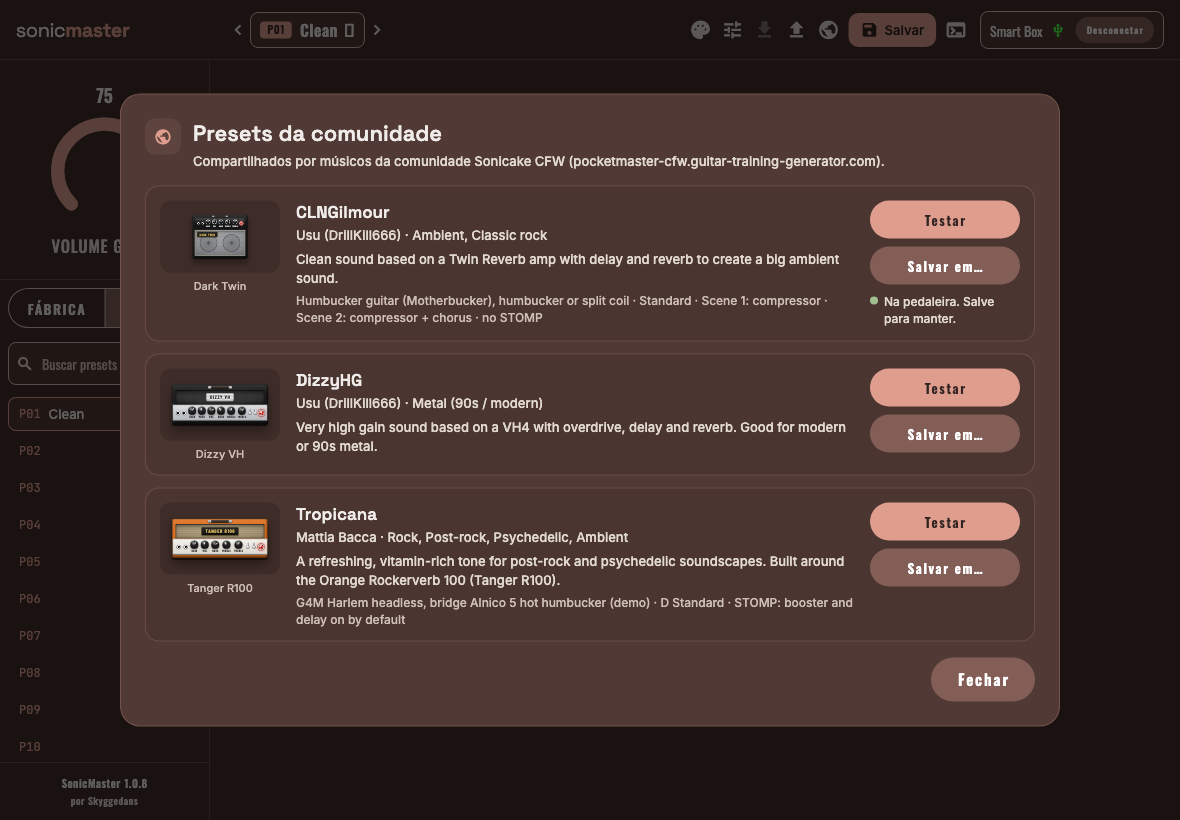 sonicmaster
P01 Clean
Salvar
Smart Box
Desconectar
75
VOLUME G
FÁBRICA
Buscar presets
P01 Clean
P02
P03
P04
P05
P06
P07
P08
P09
P10
SonicMaster 1.0.8
por Skyggedans
Presets da comunidade
Compartilhados por músicos da comunidade Sonicake CFW (pocketmaster-cfw.guitar-training-generator.com).
Dark Twin
CLNGilmour
Usu (DrillKIll666) · Ambient, Classic rock
Clean sound based on a Twin Reverb amp with delay and reverb to create a big ambient
sound.
Humbucker guitar (Motherbucker), humbucker or split coil · Standard · Scene 1: compressor ·
Scene 2: compressor + chorus · no STOMP
Testar
Salvar em…
Na pedaleira. Salve
para manter.
DIZZY VH
Dizzy VH
DizzyHG
Usu (DrillKIll666) · Metal (90s / modern)
Very high gain sound based on a VH4 with overdrive, delay and reverb. Good for modern
or 90s metal.
Testar
Salvar em…
TANGER R100
Tanger R100
Tropicana
Mattia Bacca · Rock, Post-rock, Psychedelic, Ambient
A refreshing, vitamin-rich tone for post-rock and psychedelic soundscapes. Built around
the Orange Rockerverb 100 (Tanger R100).
G4M Harlem headless, bridge Alnico 5 hot humbucker (demo) · D Standard · STOMP: booster and
delay on by default
Testar
Salvar em…
Fechar